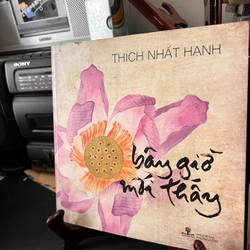 SONY
THÍCH NHẤT HẠNH
bây giờ
mới thấy